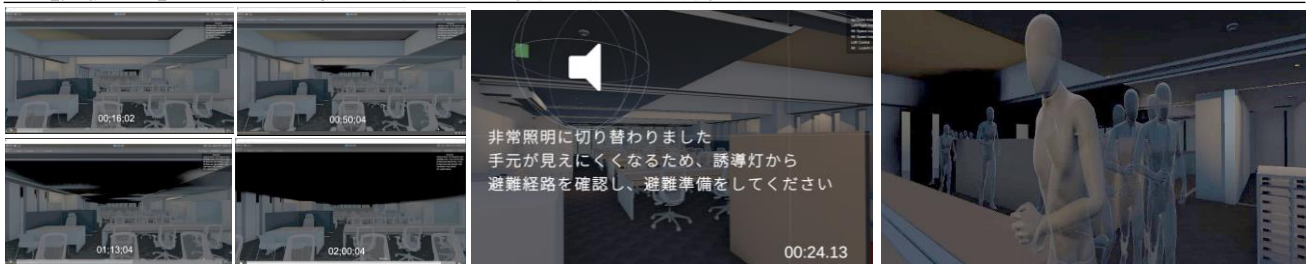 00;16;02
00;50;04
01;13;04
02;00;04
非常照明に切り替わりました
手元が見えにくくなるため、誘導灯から
避難経路を確認し、避難準備をしてください
00:24.13